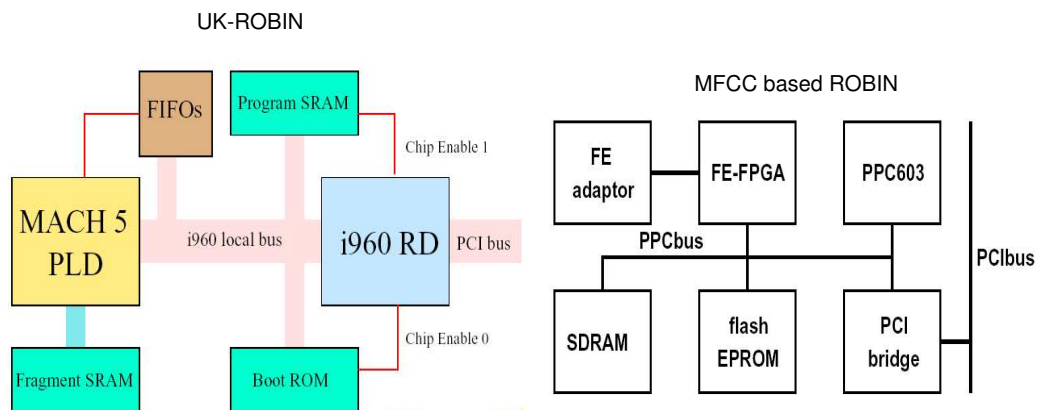 UK-ROBIN
FIFOs
Program SRAM
Chip Enable 1
MACH 5
PLD
i960 local bus
i960 RD
PCI bus
Chip Enable 0
Fragment SRAM
Boot ROM
MFCC based ROBIN
FE
adaptor
FE-FPGA
PPC603
PPCbus
PCIbus
SDRAM
flash
EPROM
PCI
bridge